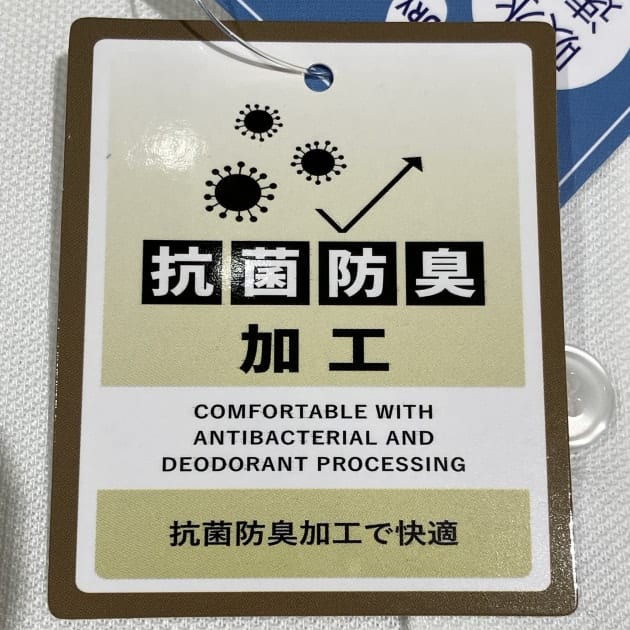 抗菌防臭
加工
COMFORTABLE WITH
ANTIBACTERIAL AND
DEODORANT PROCESSING
抗菌防臭加工で快適